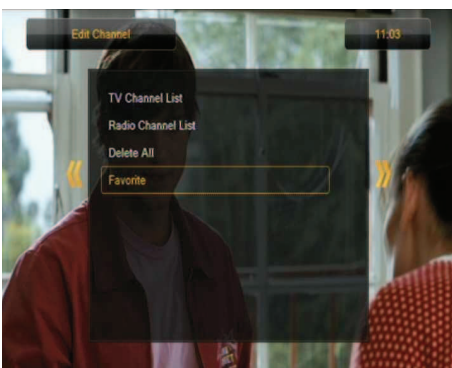 Edit Channel
11:03
TV Channel List
Radio Channel List
Delete All
Favorite